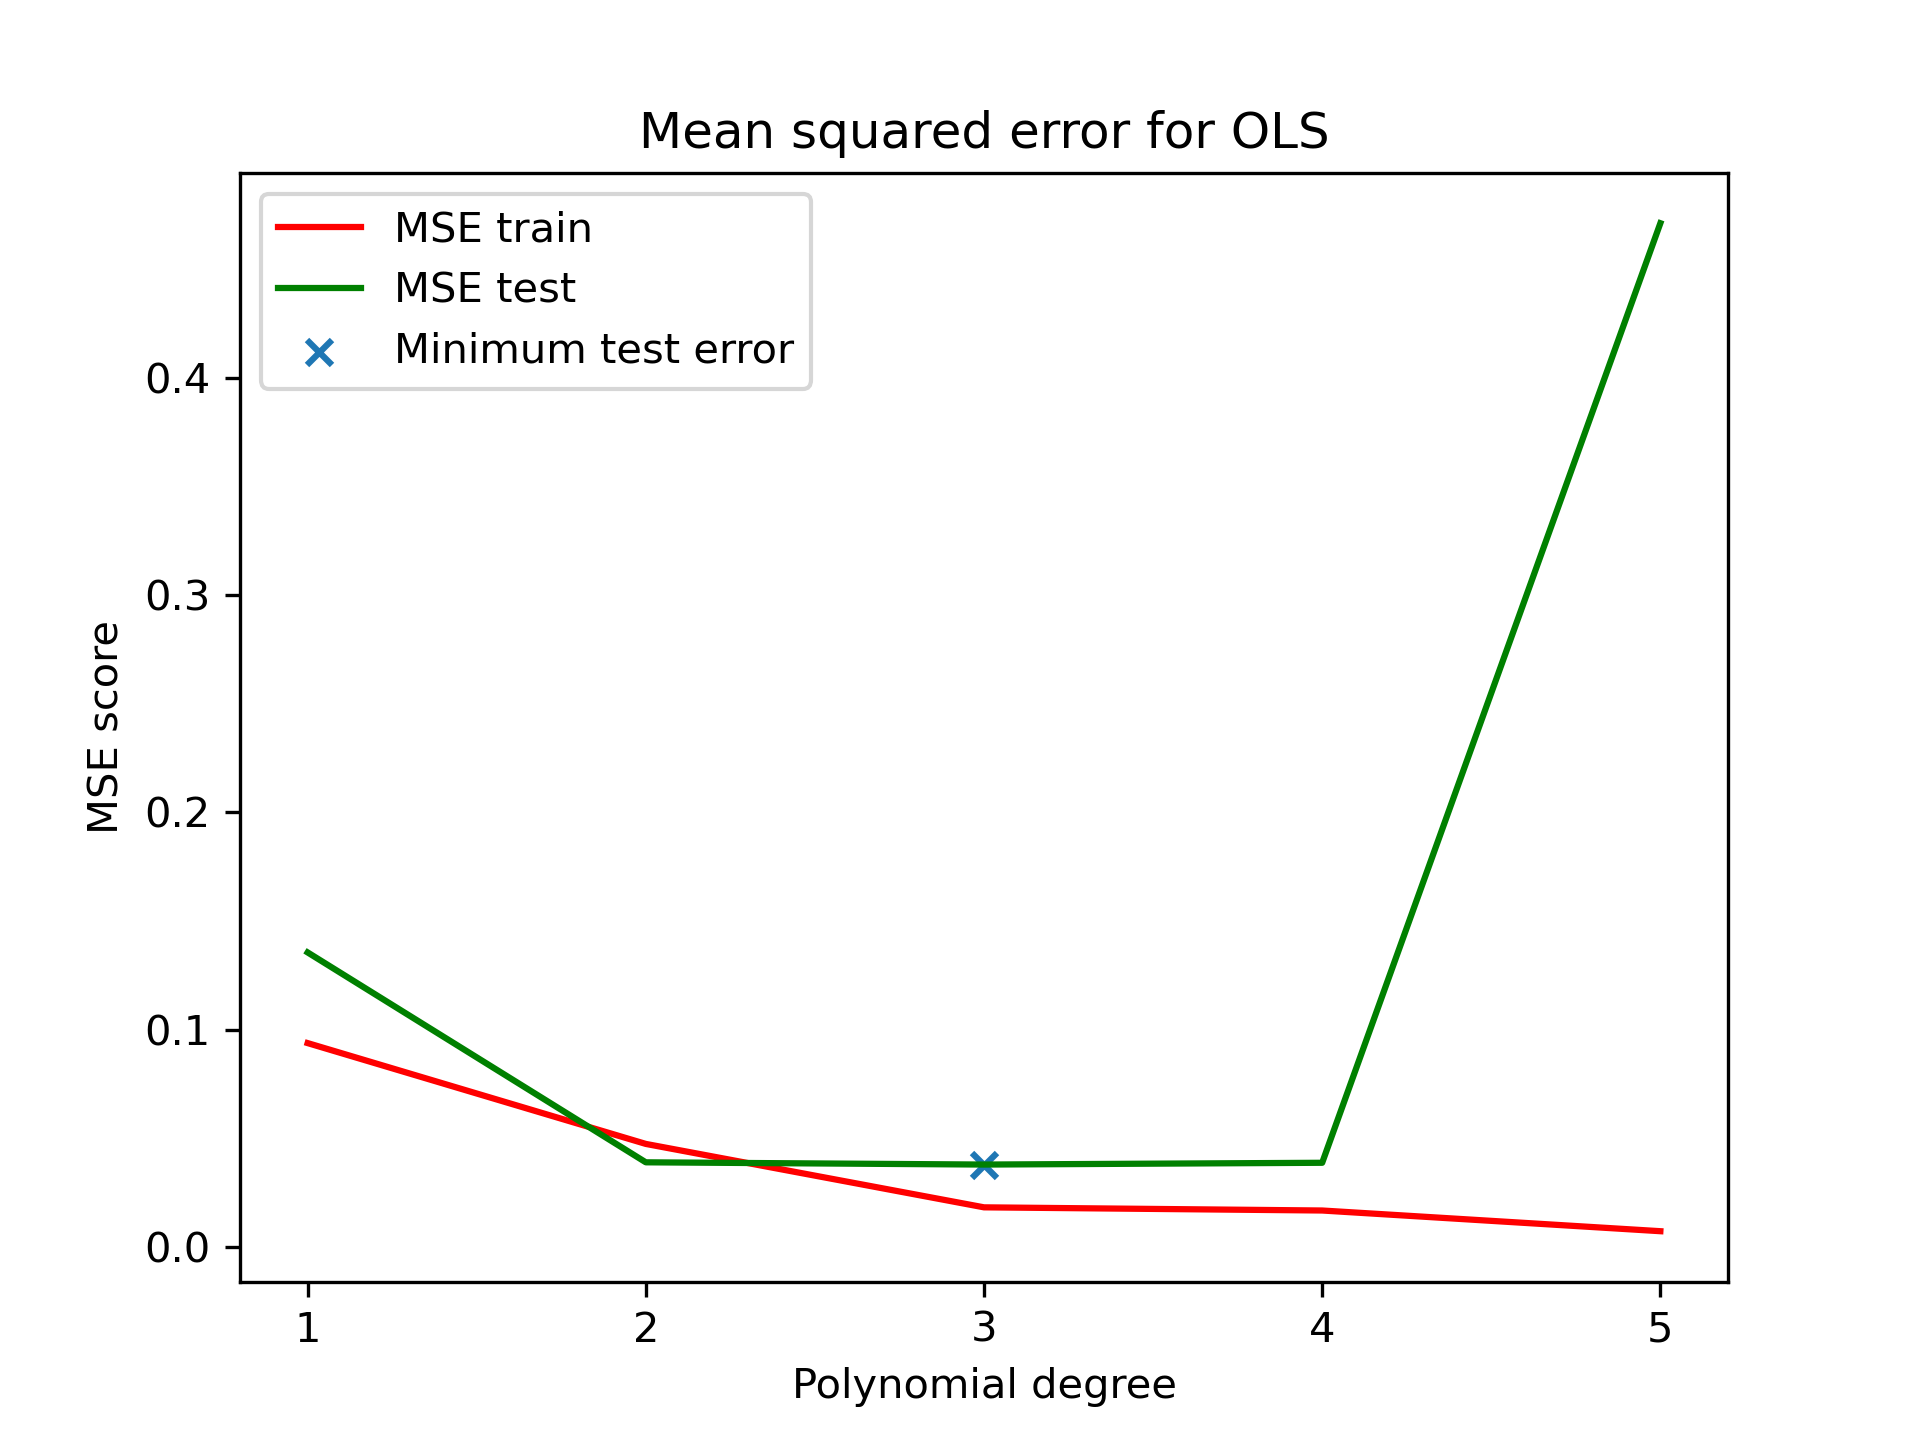 Mean squared error for OLS
MSE train
MSE test
Minimum test error
MSE score
0.4
0.3
0.2
0.1
0.0
1 2 3 4 5
Polynomial degree